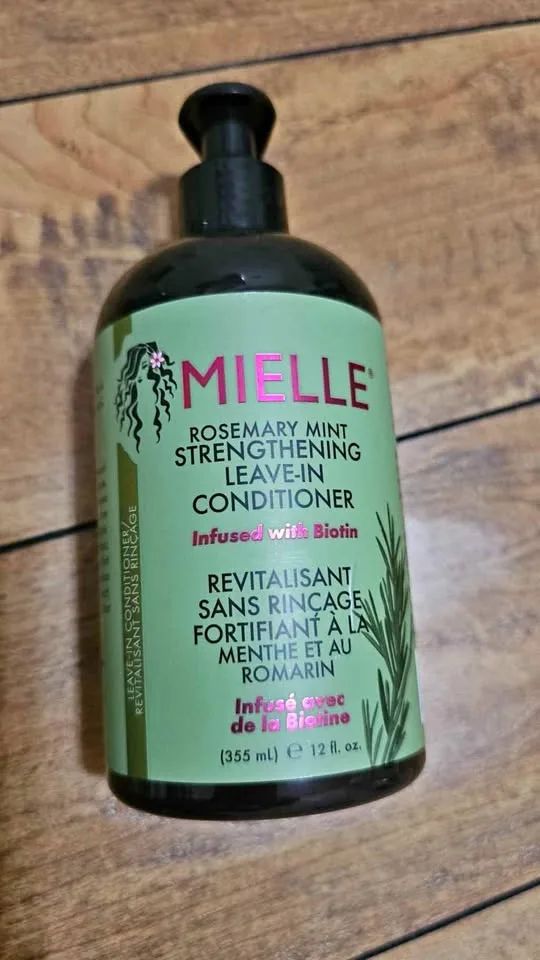 MIELLE®
ROSEMARY MINT
STRENGTHENING
LEAVE-IN
CONDITIONER
Infused with Biotin
REVITALISANT
SANS RINÇAGE
FORTIFIANT À LA
MENTHE ET AU
ROMARIN
Infusé avec
de la Biotine
(355 mL) e 12 fl. oz.
LEAVE-IN CONDITIONER/
REVITALISANT SANS RINÇAGE